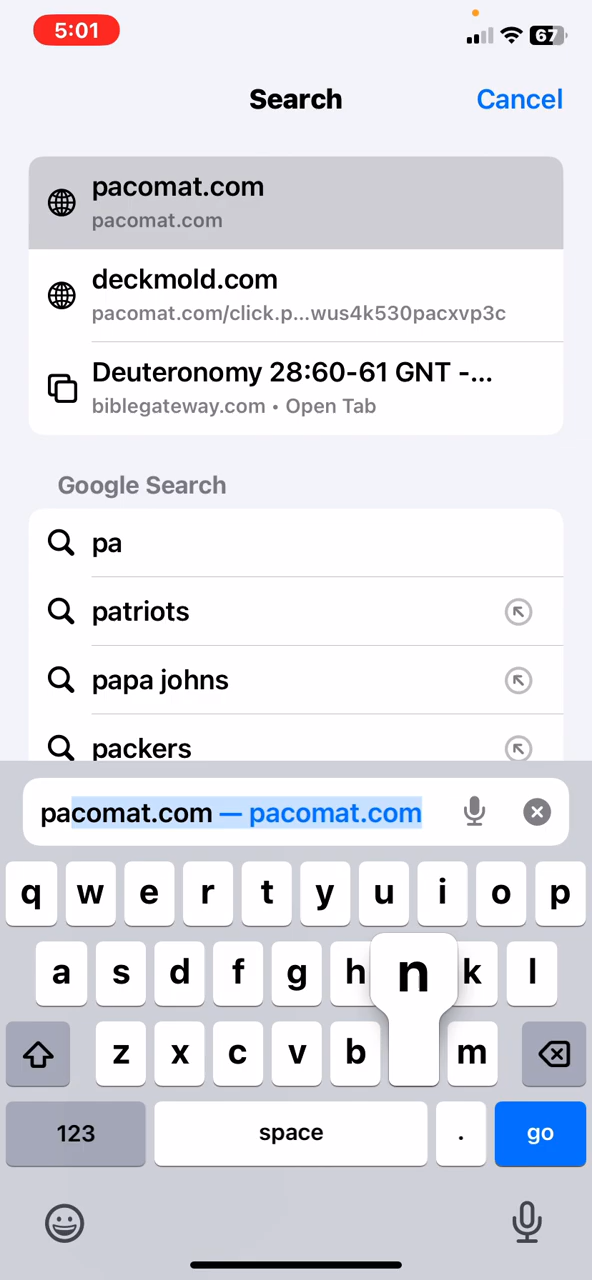 5:01
67
Search
Cancel
pacomat.com
pacomat.com
deckmold.com
pacomat.com/click.p...wus4k530pacxvp3c
Deuteronomy 28:60-61 GNT -...
biblegateway.com • Open Tab
Google Search
pa
patriots
papa johns
packers
pacomat.com — pacomat.com
q w e r t y u i o p
a s d f g h n k l
z x c v b m
123 space . go